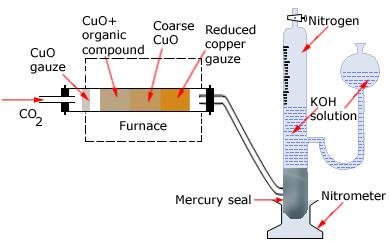 CuO+
organic
compound
Coarse
CuO
Reduced
copper
gauze
Nitrogen
CuO
gauze
CO2
Furnace
KOH
solution
Mercury seal
Nitrometer